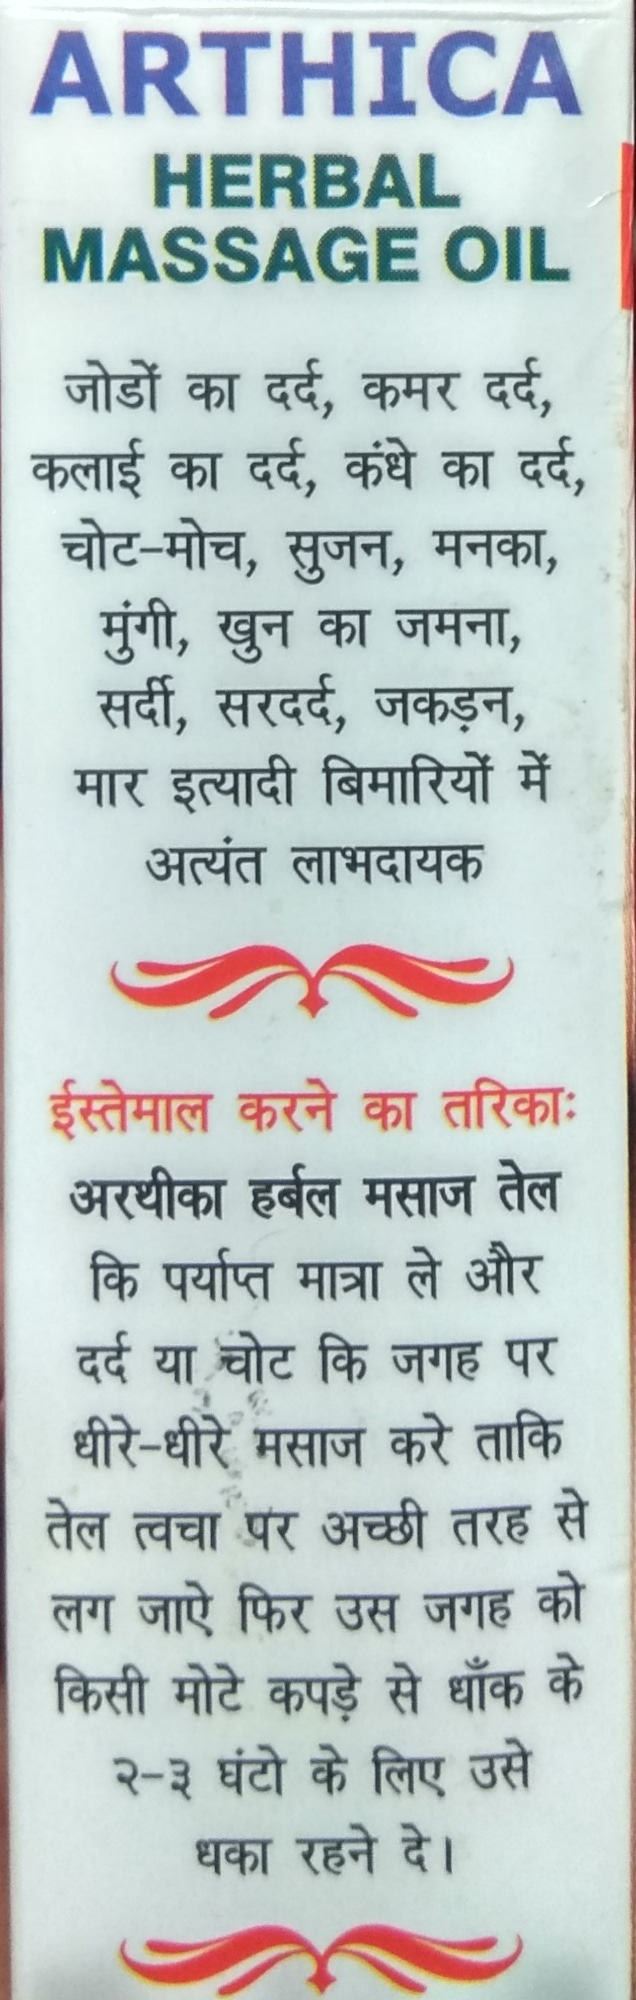 ARTHICA
HERBAL
MASSAGE OIL
जोडों का दर्द, कमर दर्द,
कलाई का दर्द, कंधे का दर्द,
चोट-मोच, सुजन, मनका,
मुंगी, खुन का जमना,
सर्दी, सरदर्द, जकड़न,
मार इत्यादी बिमारियों में
अत्यंत लाभदायक
ईस्तेमाल करने का तरिकाः
अरथीका हर्बल मसाज तेल
कि पर्याप्त मात्रा ले और
दर्द या चोट कि जगह पर
धीरे-धीरे मसाज करे ताकि
तेल त्वचा पर अच्छी तरह से
लग जाऐ फिर उस जगह को
किसी मोटे कपड़े से धाँक के
२-३ घंटो के लिए उसे
धका रहने दे।